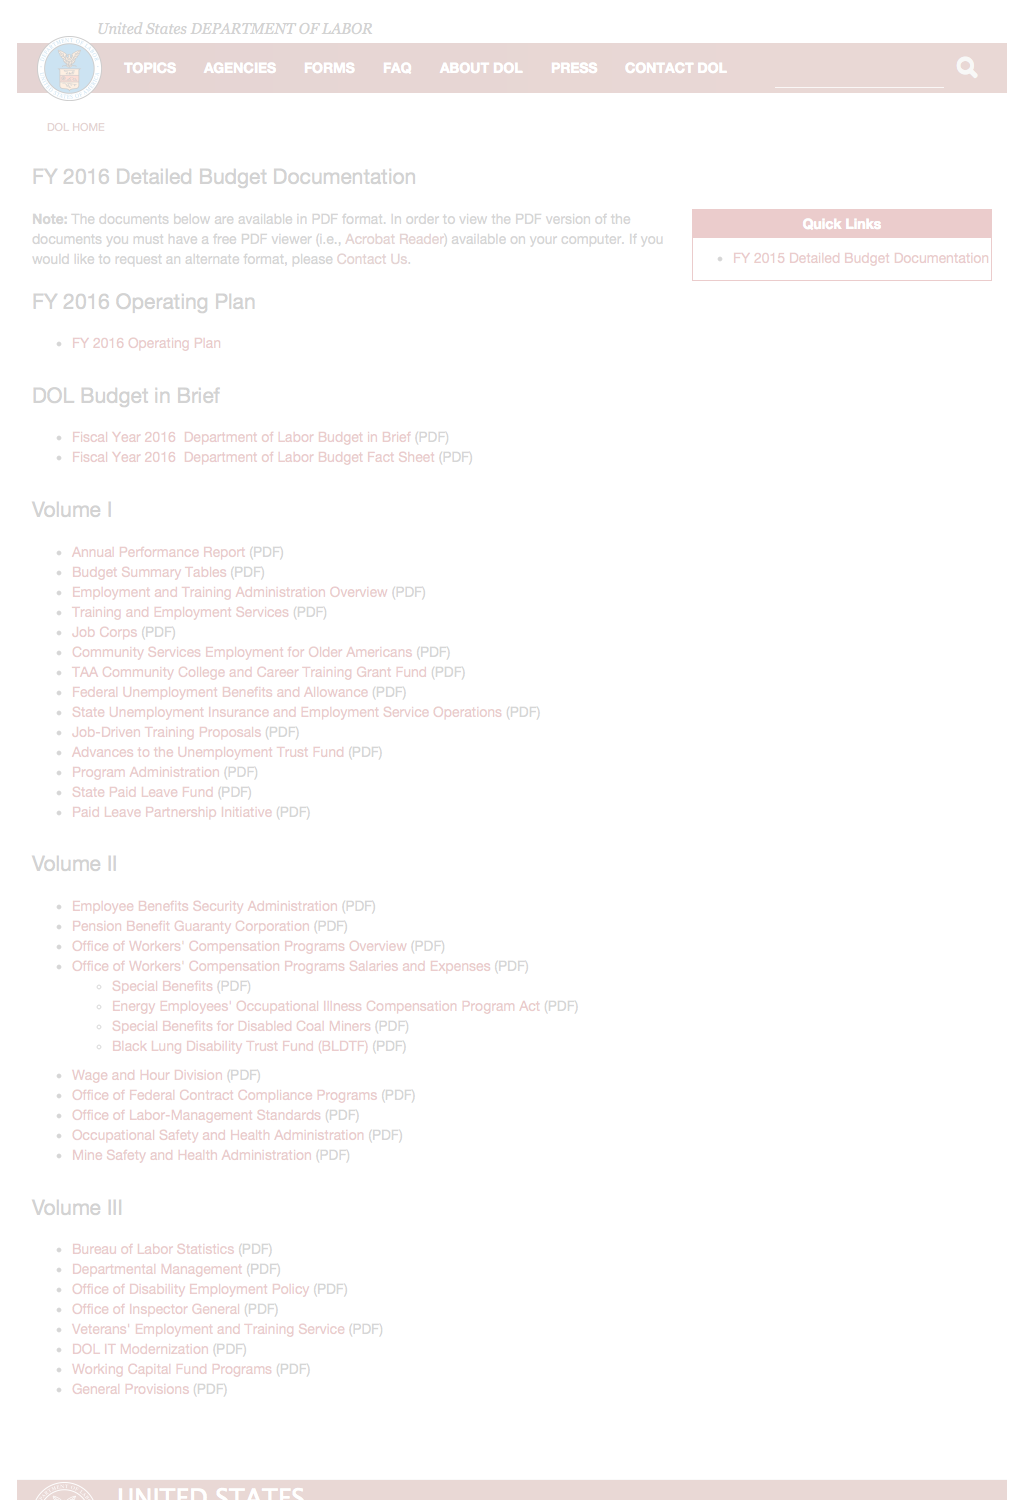 United States DEPARTMENT OF LABOR
TOPICS AGENCIES FORMS FAQ ABOUT DOL PRESS CONTACT DOL
DOL HOME
FY 2016 Detailed Budget Documentation
Note: The documents below are available in PDF format. In order to view the PDF version of the
documents you must have a free PDF viewer (i.e., Acrobat Reader) available on your computer. If you
would like to request an alternate format, please Contact Us.
Quick Links
FY 2015 Detailed Budget Documentation
FY 2016 Operating Plan
FY 2016 Operating Plan
DOL Budget in Brief
Fiscal Year 2016  Department of Labor Budget in Brief (PDF)
Fiscal Year 2016  Department of Labor Budget Fact Sheet (PDF)
Volume I
Annual Performance Report (PDF)
Budget Summary Tables (PDF)
Employment and Training Administration Overview (PDF)
Training and Employment Services (PDF)
Job Corps (PDF)
Community Services Employment for Older Americans (PDF)
TAA Community College and Career Training Grant Fund (PDF)
Federal Unemployment Benefits and Allowance (PDF)
State Unemployment Insurance and Employment Service Operations (PDF)
Job-Driven Training Proposals (PDF)
Advances to the Unemployment Trust Fund (PDF)
Program Administration (PDF)
State Paid Leave Fund (PDF)
Paid Leave Partnership Initiative (PDF)
Volume II
Employee Benefits Security Administration (PDF)
Pension Benefit Guaranty Corporation (PDF)
Office of Workers' Compensation Programs Overview (PDF)
Office of Workers' Compensation Programs Salaries and Expenses (PDF)
Special Benefits (PDF)
Energy Employees' Occupational Illness Compensation Program Act (PDF)
Special Benefits for Disabled Coal Miners (PDF)
Black Lung Disability Trust Fund (BLDTF) (PDF)
Wage and Hour Division (PDF)
Office of Federal Contract Compliance Programs (PDF)
Office of Labor-Management Standards (PDF)
Occupational Safety and Health Administration (PDF)
Mine Safety and Health Administration (PDF)
Volume III
Bureau of Labor Statistics (PDF)
Departmental Management (PDF)
Office of Disability Employment Policy (PDF)
Office of Inspector General (PDF)
Veterans' Employment and Training Service (PDF)
DOL IT Modernization (PDF)
Working Capital Fund Programs (PDF)
General Provisions (PDF)
UNITED STATES